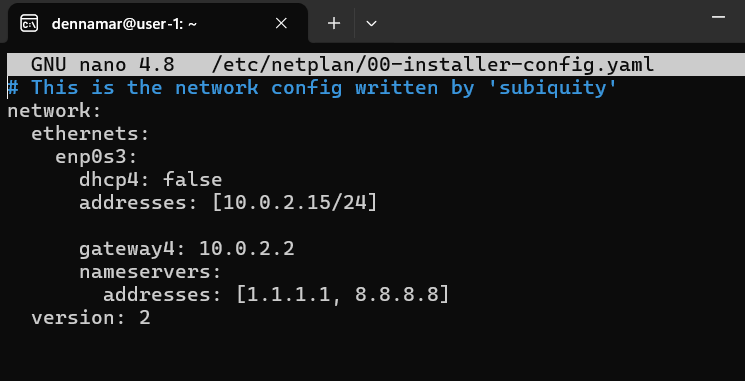 dennamar@user-1: ~
GNU nano 4.8   /etc/netplan/00-installer-config.yaml
# This is the network config written by 'subiquity'
network:
  ethernets:
    enp0s3:
      dhcp4: false
      addresses: [10.0.2.15/24]

      gateway4: 10.0.2.2
      nameservers:
        addresses: [1.1.1.1, 8.8.8.8]
  version: 2